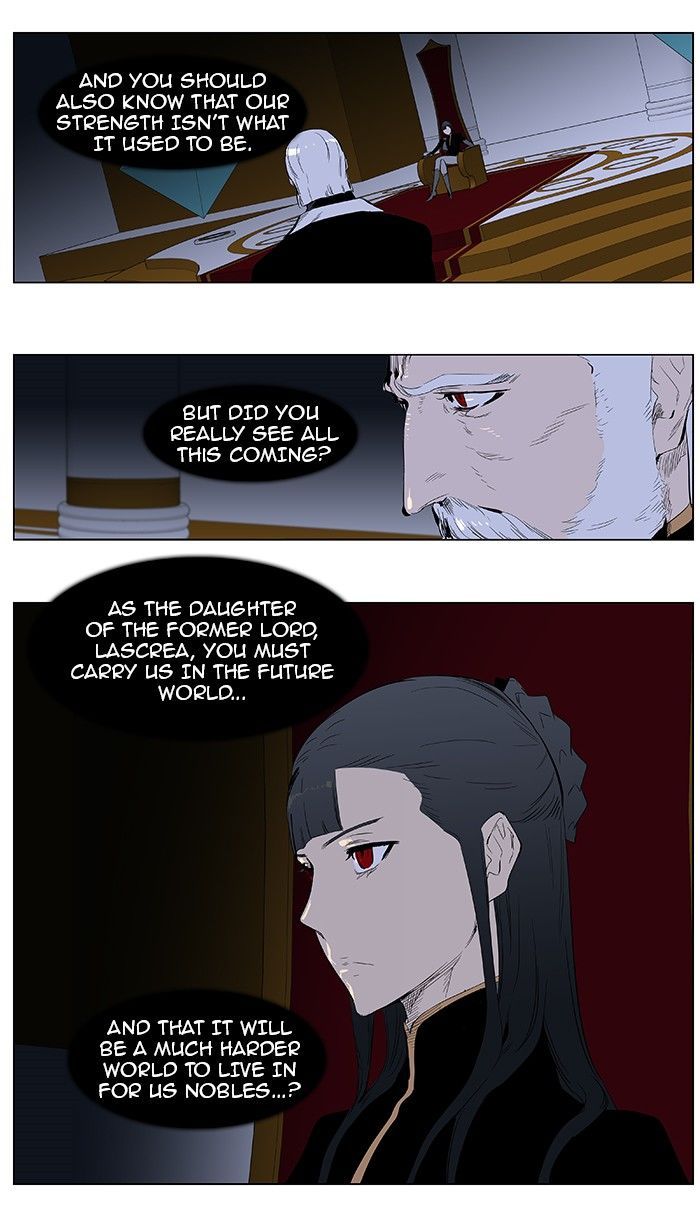 AND YOU SHOULD
ALSO KNOW THAT OUR
STRENGTH ISN'T WHAT
IT USED TO BE.
BUT DID YOU
REALLY SEE ALL
THIS COMING?
AS THE DAUGHTER
OF THE FORMER LORD,
LASCREA, YOU MUST
CARRY US IN THE FUTURE
WORLD...
AND THAT IT WILL
BE A MUCH HARDER
WORLD TO LIVE IN
FOR US NOBLES...?